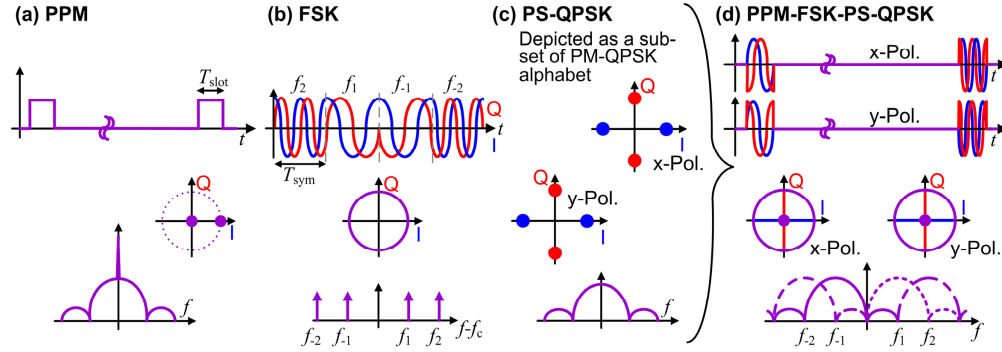 (a) PPM
T_slot
t
Q
I
f
(b) FSK
f_2 f_1 f_-1 f_-2
Q
t
I
T_sym
Q
I
f-f_c
f_-2 f_-1 f_1 f_2
(c) PS-QPSK
Depicted as a sub-
set of PM-QPSK
alphabet
Q
I
x-Pol.
Q
y-Pol.
I
f
(d) PPM-FSK-PS-QPSK
x-Pol.
t
y-Pol.
t
Q
I
x-Pol.
Q
I
y-Pol.
f_-2 f_-1 f_1 f_2 f